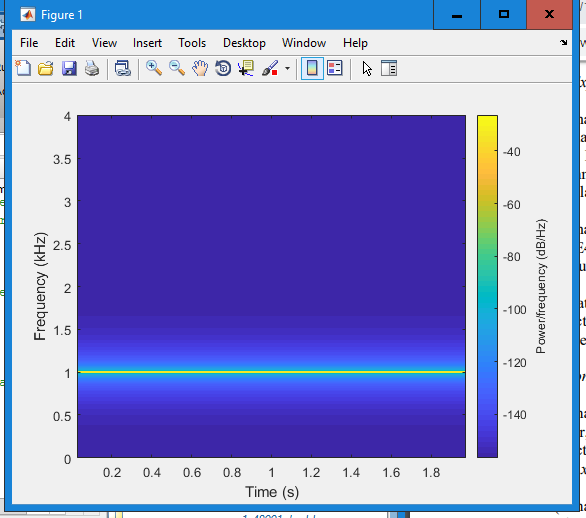 Figure 1
File Edit View Insert Tools Desktop Window Help
4
3.5
3
2.5
2
1.5
1
0.5
0
Frequency (kHz)
0.2 0.4 0.6 0.8 1 1.2 1.4 1.6 1.8
Time (s)
-40
-60
-80
-100
-120
-140
Power/frequency (dB/Hz)